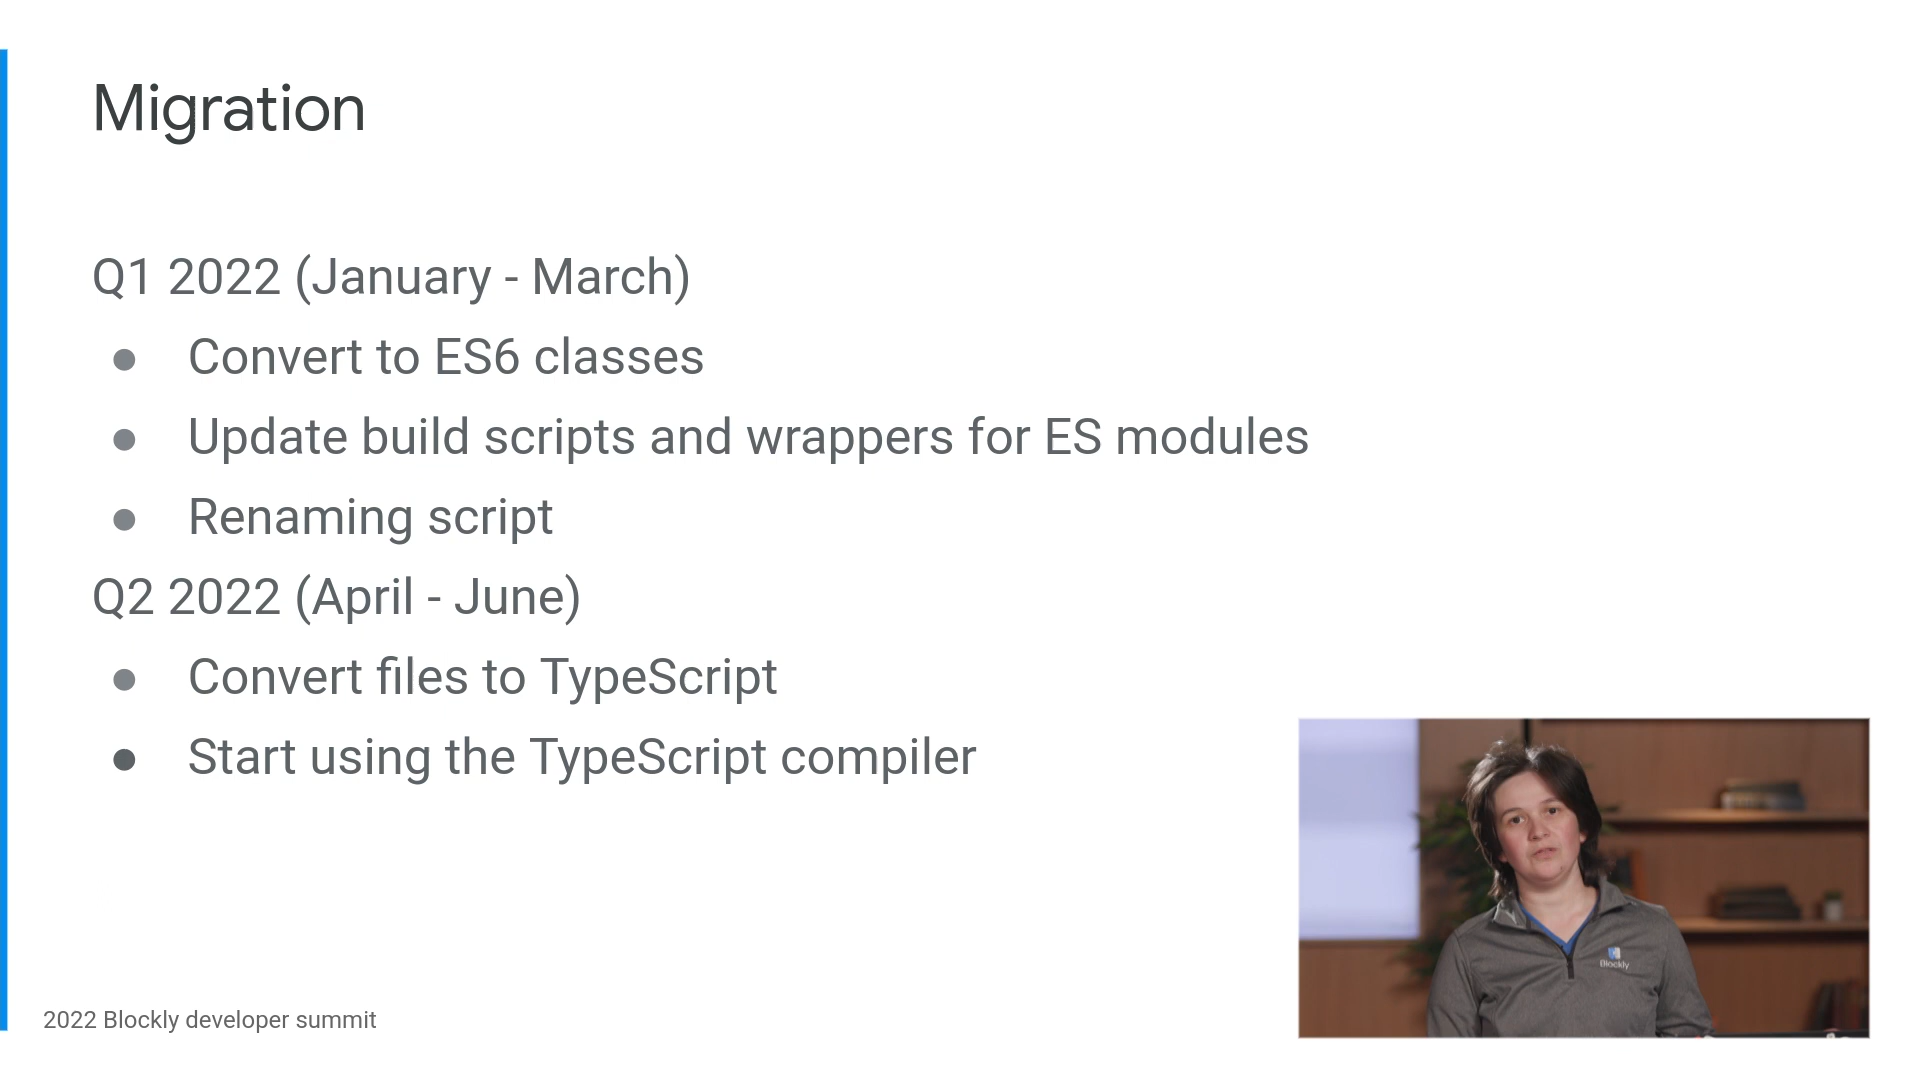 Migration
Q1 2022 (January - March)
● Convert to ES6 classes
● Update build scripts and wrappers for ES modules
● Renaming script
Q2 2022 (April - June)
● Convert files to TypeScript
● Start using the TypeScript compiler
Blockly
2022 Blockly developer summit